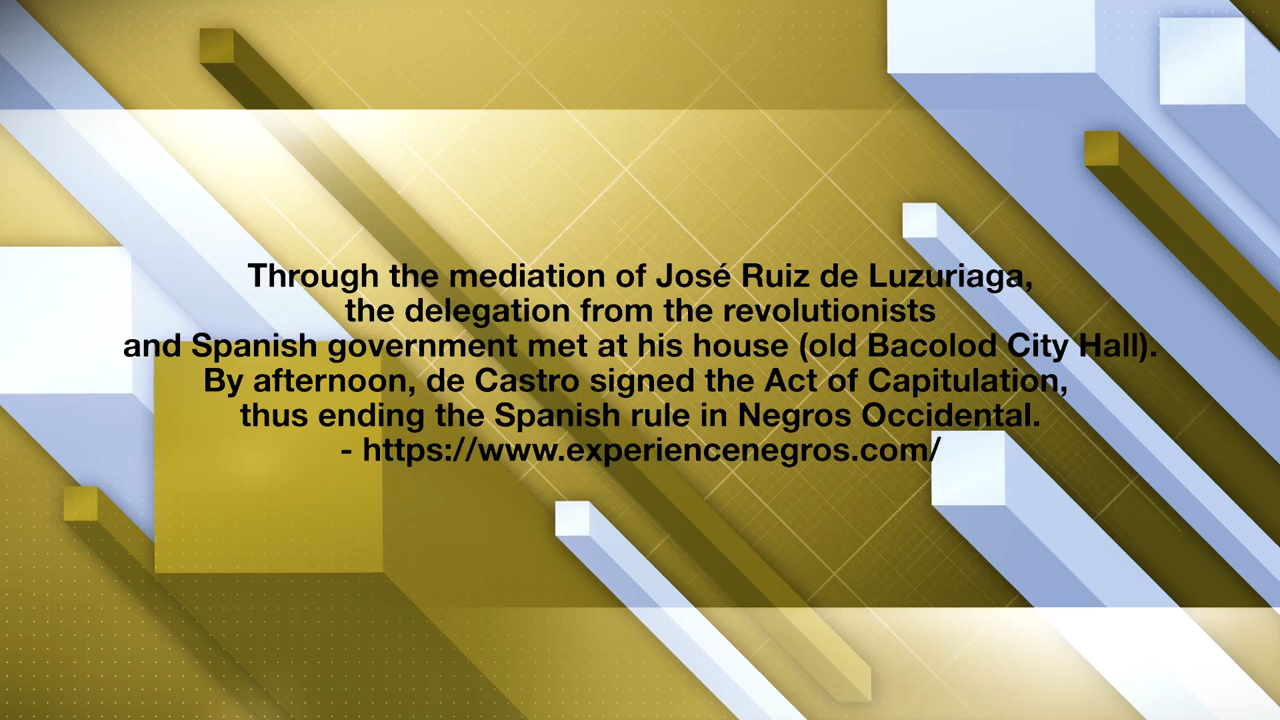 Through the mediation of José Ruiz de Luzuriaga,
the delegation from the revolutionists
and Spanish government met at his house (old Bacolod City Hall).
By afternoon, de Castro signed the Act of Capitulation,
thus ending the Spanish rule in Negros Occidental.
- https://www.experiencenegros.com/